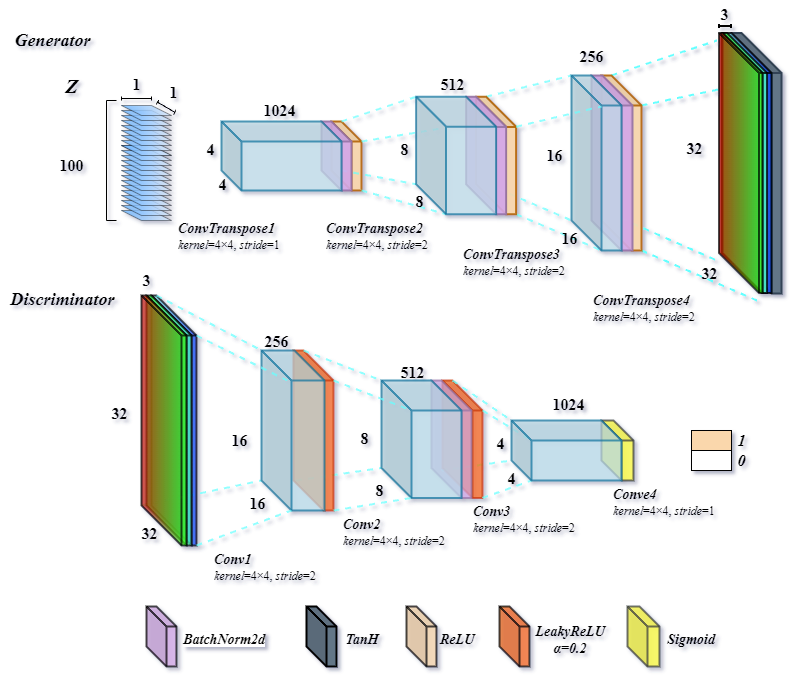 Generator
Z
1
1
100
1024
4
4
ConvTranspose1
kernel=4×4, stride=1
512
8
8
ConvTranspose2
kernel=4×4, stride=2
256
16
16
ConvTranspose3
kernel=4×4, stride=2
3
32
32
ConvTranspose4
kernel=4×4, stride=2
Discriminator
3
32
32
Conv1
kernel=4×4, stride=2
256
16
16
Conv2
kernel=4×4, stride=2
512
8
8
Conv3
kernel=4×4, stride=2
1024
4
4
Conve4
kernel=4×4, stride=1
1
0
BatchNorm2d
TanH
ReLU
LeakyReLU
α=0.2
Sigmoid